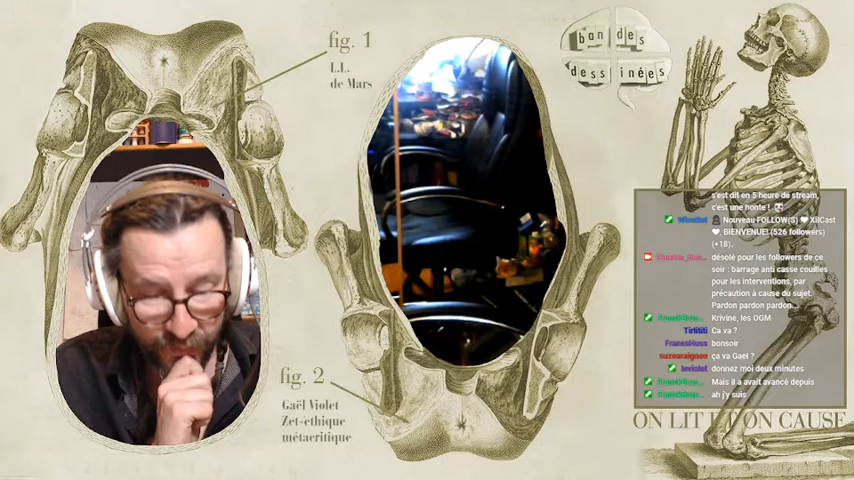 fig. 1
L.L.
de Mars
bandes
dessinées
fig. 2
Gaël Violet
Zet-ethique
métacritique
s'est dit en 5 heure de stream,
c'est une honte !
Nouveau FOLLOW(S) XilCast
, BIENVENUE! (526 followers)
(+18).
désolé pour les followers de ce
soir : barrage anti casse couilles
pour les interventions, par
précaution à cause du sujet.
Pardon pardon pardon...
Krivine, les OGM
Tirlititi Ca va ?
FranssHuss bonsoir
suzearaignee ça va Gael ?
donnez moi deux minutes
Mais il a avait avancé depuis
ah j'y suis
ON LIT ET ON CAUSE